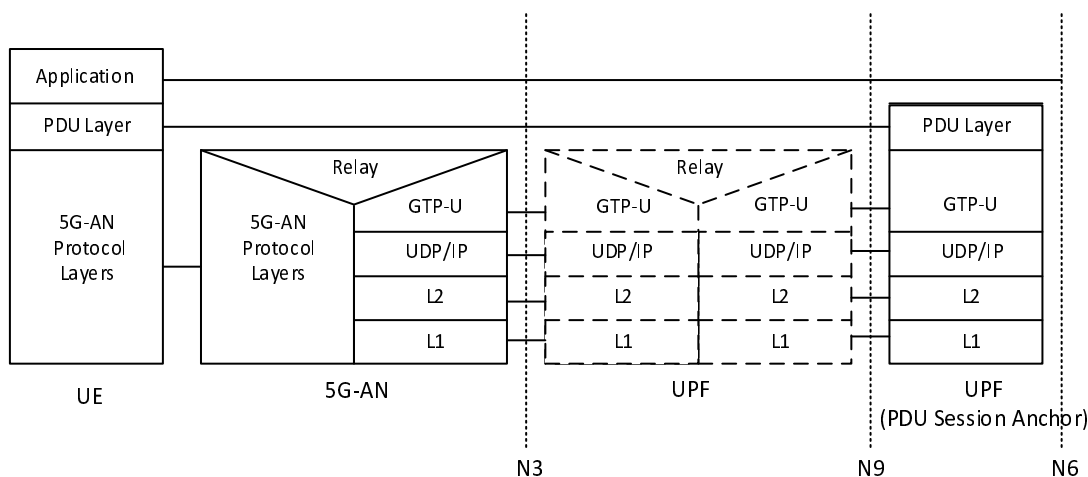 Application
PDU Layer
PDU Layer
Relay
Relay
5G-AN
Protocol
Layers
5G-AN
Protocol
Layers
GTP-U
GTP-U
GTP-U
GTP-U
UDP/IP
UDP/IP
UDP/IP
UDP/IP
L2
L2
L2
L2
L1
L1
L1
L1
UE
5G-AN
UPF
UPF
(PDU Session Anchor)
N3
N9
N6